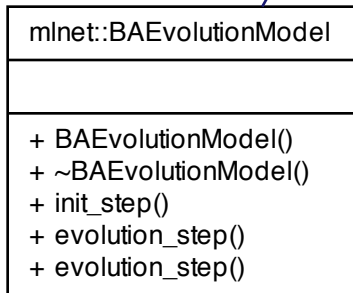 mlnet::BAEvolutionModel
+ BAEvolutionModel()
+ ~BAEvolutionModel()
+ init_step()
+ evolution_step()
+ evolution_step()